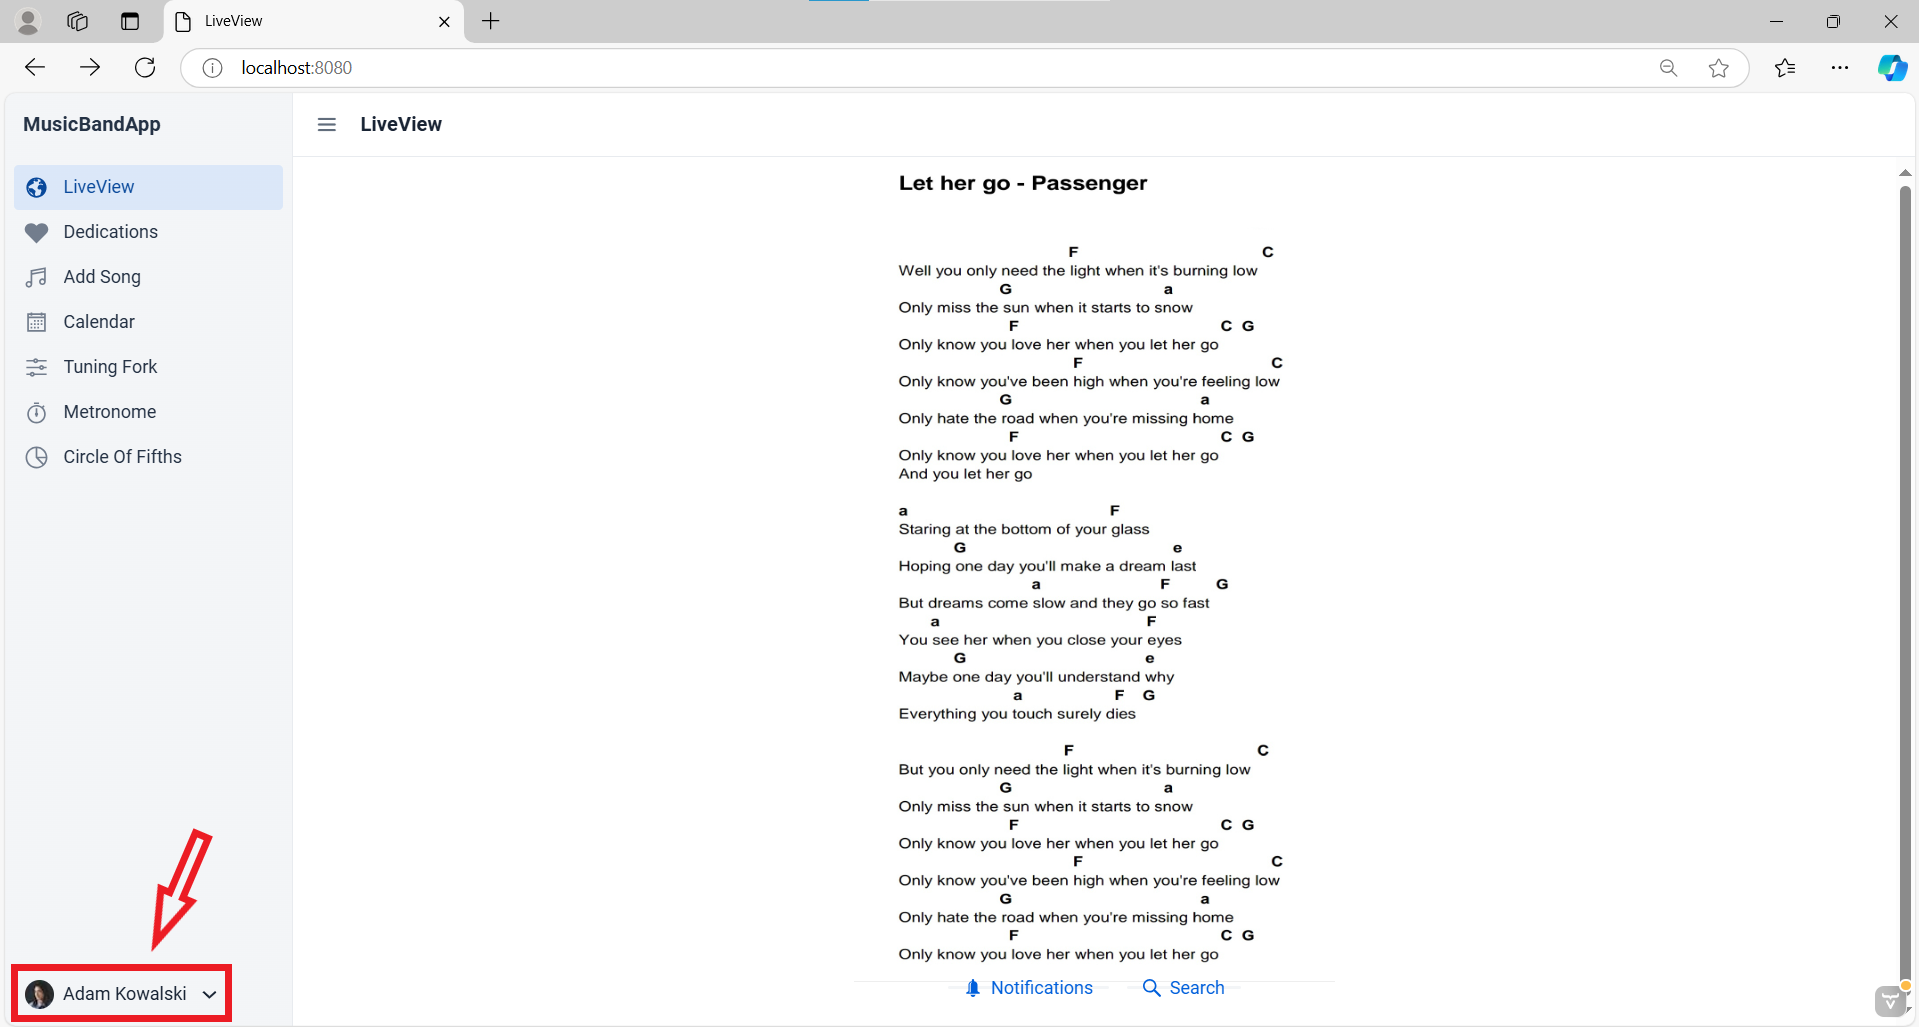 LiveView
localhost:8080
MusicBandApp
LiveView
LiveView
Dedications
Add Song
Calendar
Tuning Fork
Metronome
Circle Of Fifths
Adam Kowalski
Let her go - Passenger
F C
Well you only need the light when it's burning low
G a
Only miss the sun when it starts to snow
F C G
Only know you love her when you let her go
F C
Only know you've been high when you're feeling low
G a
Only hate the road when you're missing home
F C G
Only know you love her when you let her go
And you let her go
a F
Staring at the bottom of your glass
G e
Hoping one day you'll make a dream last
a F G
But dreams come slow and they go so fast
a F
You see her when you close your eyes
G e
Maybe one day you'll understand why
a F G
Everything you touch surely dies
F C
But you only need the light when it's burning low
G a
Only miss the sun when it starts to snow
F C G
Only know you love her when you let her go
F C
Only know you've been high when you're feeling low
G a
Only hate the road when you're missing home
F C G
Only know you love her when you let her go
Notifications Search